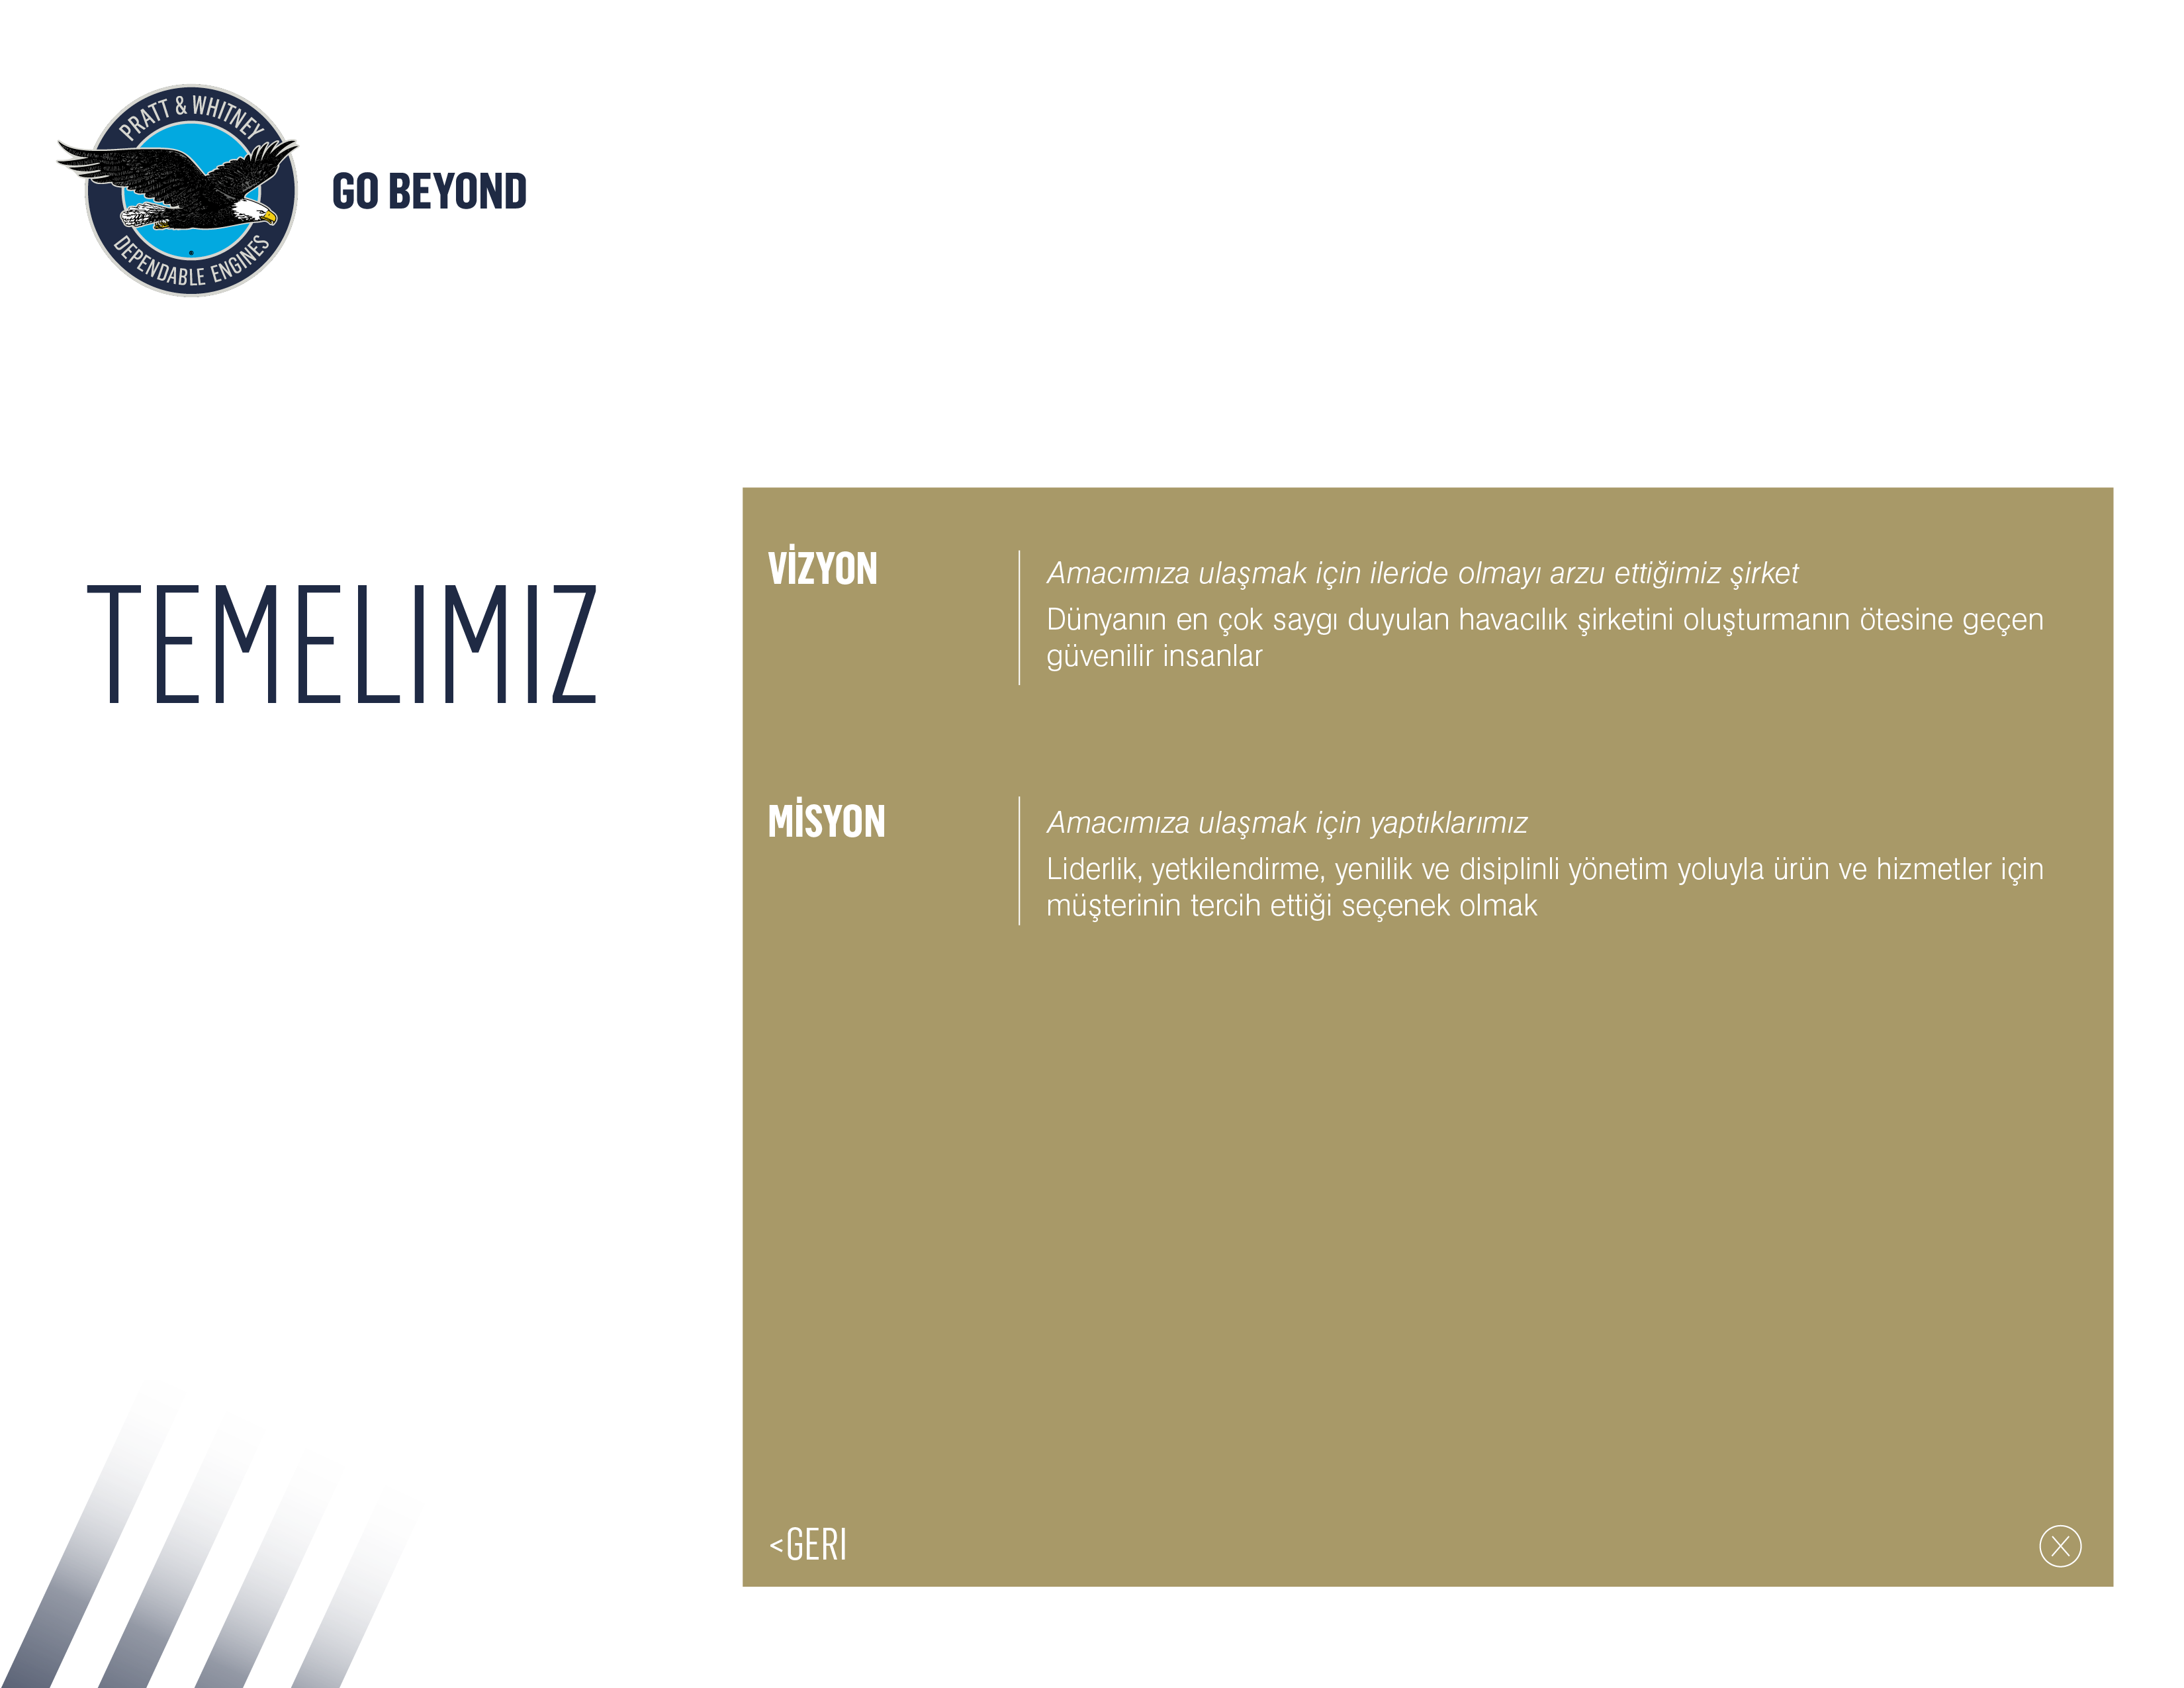 PRATT & WHITNEY
DEPENDABLE ENGINES
GO BEYOND
TEMELIMIZ
VİZYON
Amacımıza ulaşmak için ileride olmayı arzu ettiğimiz şirket
Dünyanın en çok saygı duyulan havacılık şirketini oluşturmanın ötesine geçen
güvenilir insanlar
MİSYON
Amacımıza ulaşmak için yaptıklarımız
Liderlik, yetkilendirme, yenilik ve disiplinli yönetim yoluyla ürün ve hizmetler için
müşterinin tercih ettiği seçenek olmak
<GERI
X